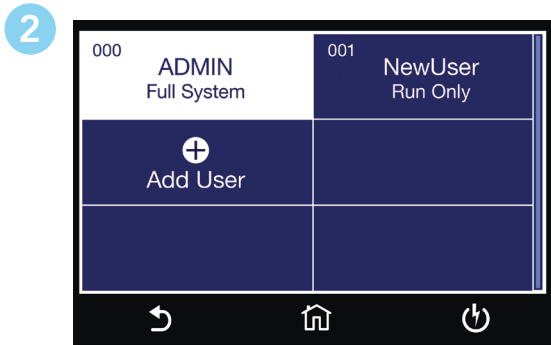 2
000
ADMIN
Full System
001
NewUser
Run Only
Add User